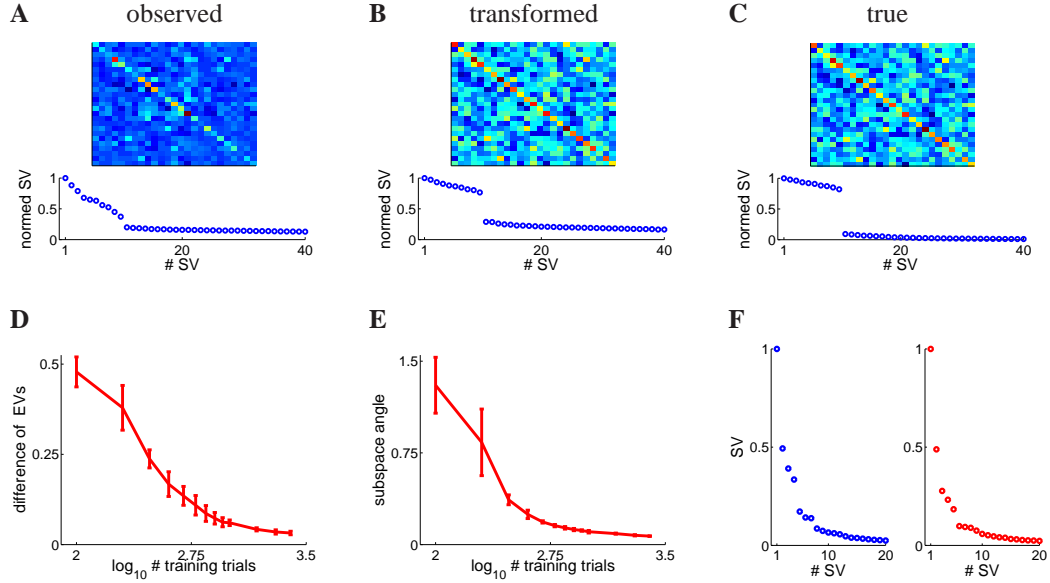 A observed
B transformed
C true
normed SV
1
0.5
0
1 20 40
# SV
normed SV
1
0.5
0
1 20 40
# SV
normed SV
1
0.5
0
1 20 40
# SV
D
difference of EVs
0.5
0.25
0
2 2.75 3.5
log10 # training trials
E
subspace angle
1.5
0.75
0
2 2.75 3.5
log10 # training trials
F
SV
1
0.5
0
1 10 20
# SV
1
0.5
0
1 10 20
# SV